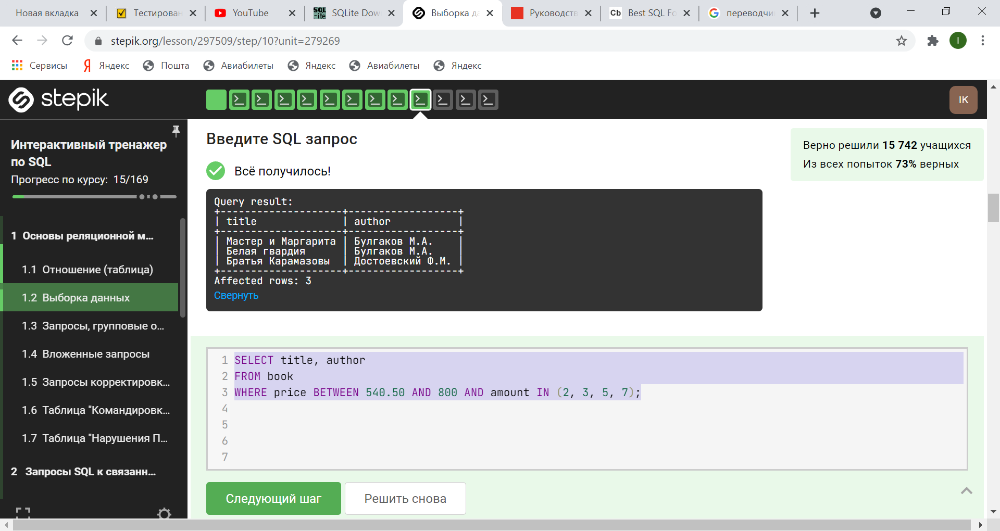 Новая вкладка
Тестирован
YouTube
SQLite Dow
Выборка да
Руководств
Cb Best SQL Fo
переводчи
stepik.org/lesson/297509/step/10?unit=279269
I
Сервисы
Я Яндекс
Пошта
Авиабилеты
Яндекс
Авиабилеты
Яндекс
stepik
IK
Интерактивный тренажер
по SQL
Прогресс по курсу: 15/169
1 Основы реляционной м...
1.1 Отношение (таблица)
1.2 Выборка данных
1.3 Запросы, групповые о...
1.4 Вложенные запросы
1.5 Запросы корректировк...
1.6 Таблица "Командировк...
1.7 Таблица "Нарушения П...
2 Запросы SQL к связанн...
Введите SQL запрос
Всё получилось!
Верно решили 15 742 учащихся
Из всех попыток 73% верных
Query result:
+--------------------+------------------+
| title              | author           |
+--------------------+------------------+
| Мастер и Маргарита | Булгаков М.А.    |
| Белая гвардия      | Булгаков М.А.    |
| Братья Карамазовы  | Достоевский Ф.М. |
+--------------------+------------------+
Affected rows: 3
Свернуть
1 SELECT title, author
2 FROM book
3 WHERE price BETWEEN 540.50 AND 800 AND amount IN (2, 3, 5, 7);
4
5
6
7
Следующий шаг
Решить снова